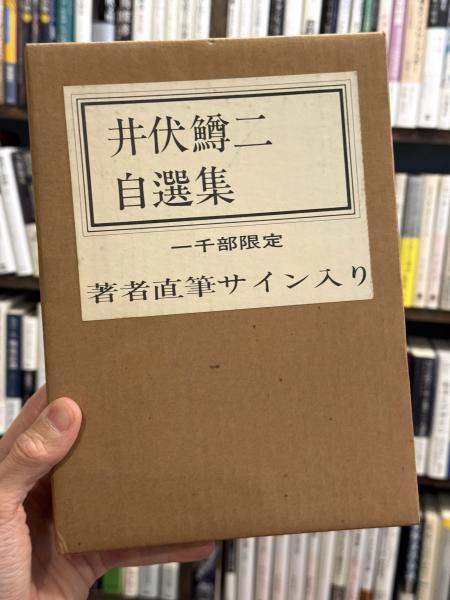 井伏鱒二
自選集
一千部限定
著者直筆サイン入り